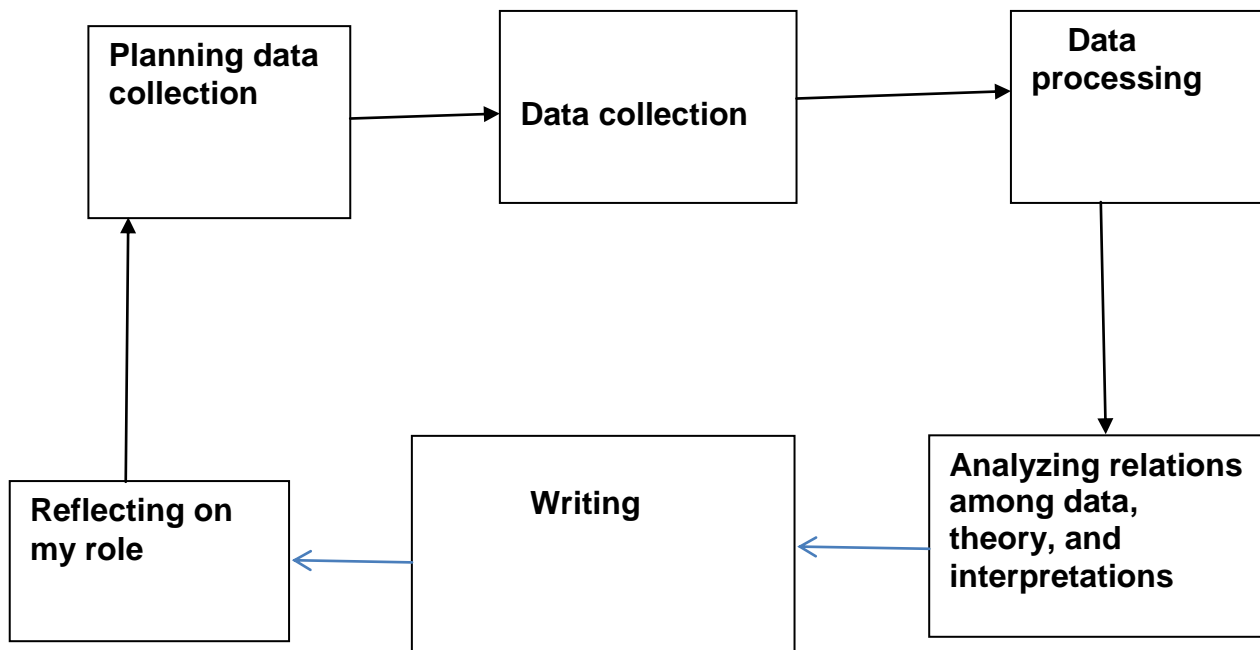 Planning data
collection
Data collection
Data
processing
Analyzing relations
among data,
theory, and
interpretations
Writing
Reflecting on
my role